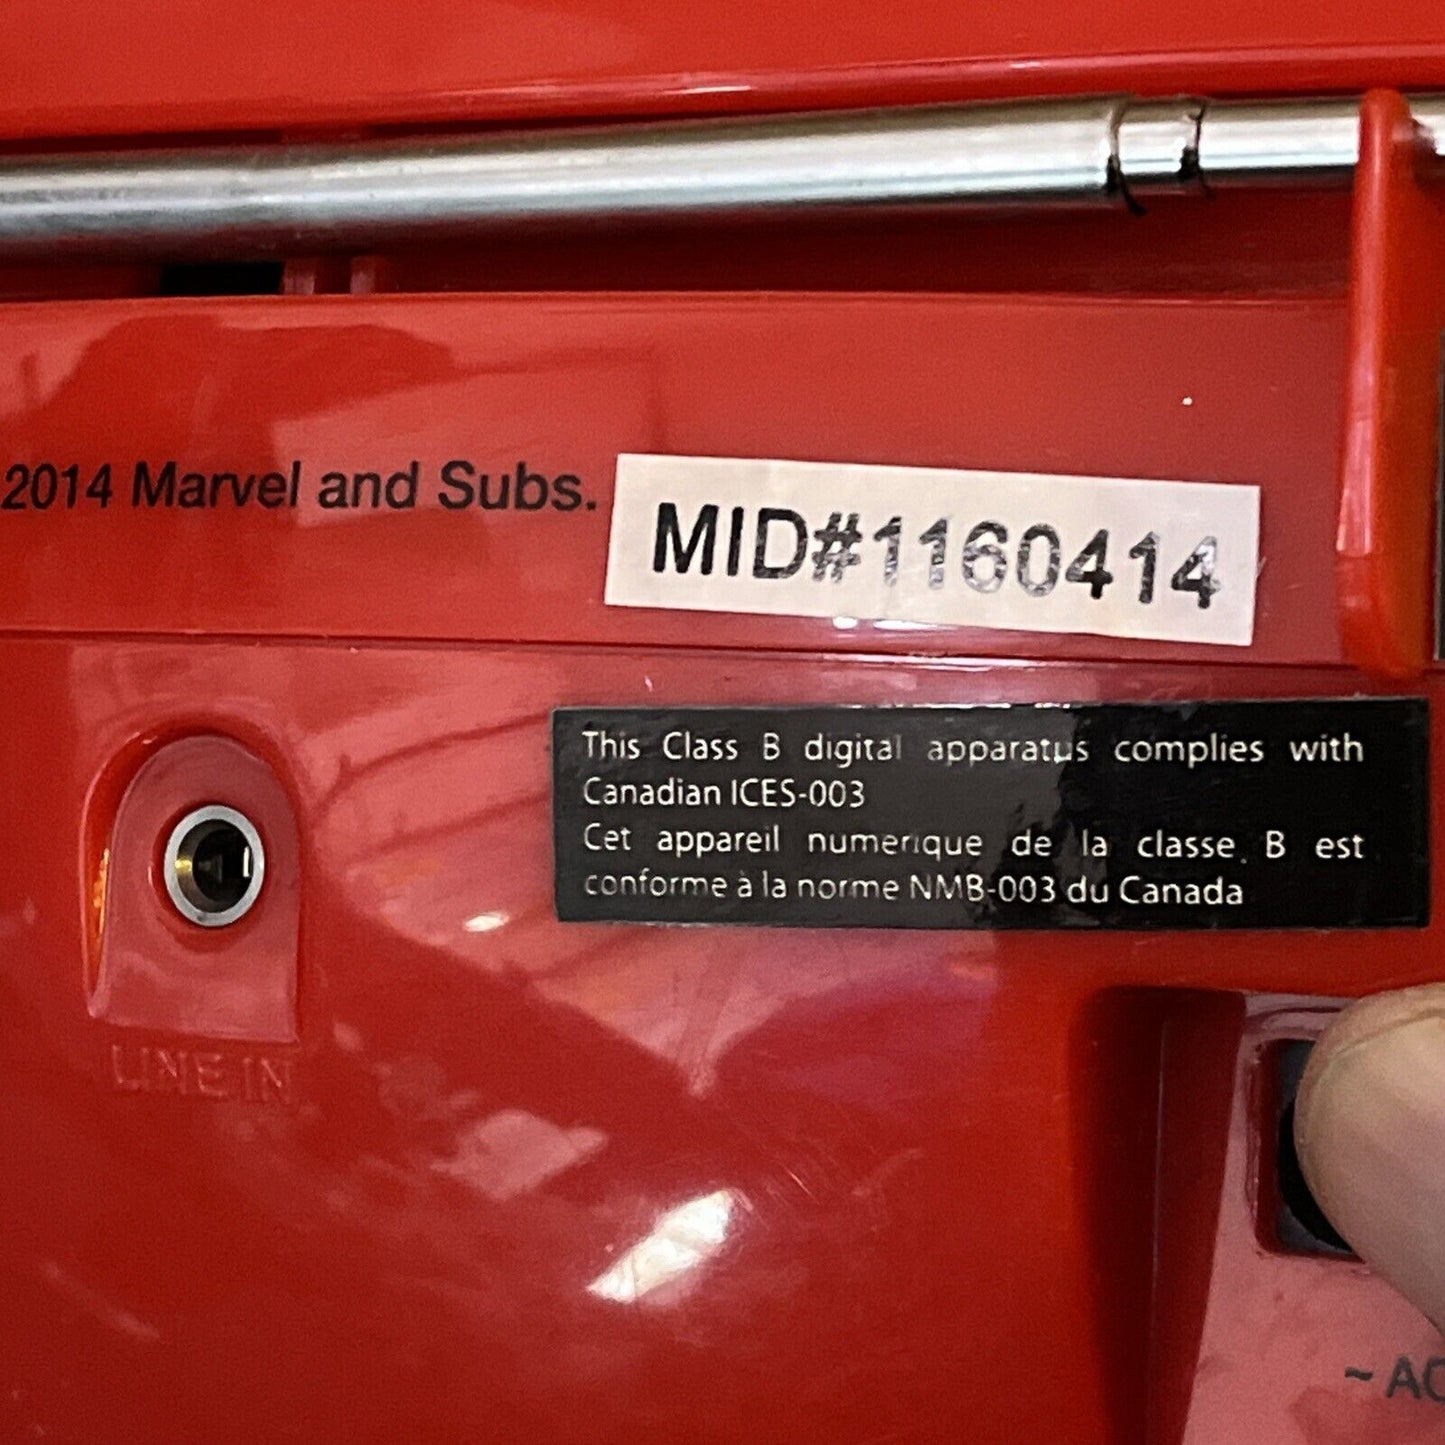 2014 Marvel and Subs.
MID#1160414
This Class B digital apparatus complies with
Canadian ICES-003
Cet appareil numerique de la classe B est
conforme à la norme NMB-003 du Canada
LINE IN
~AC